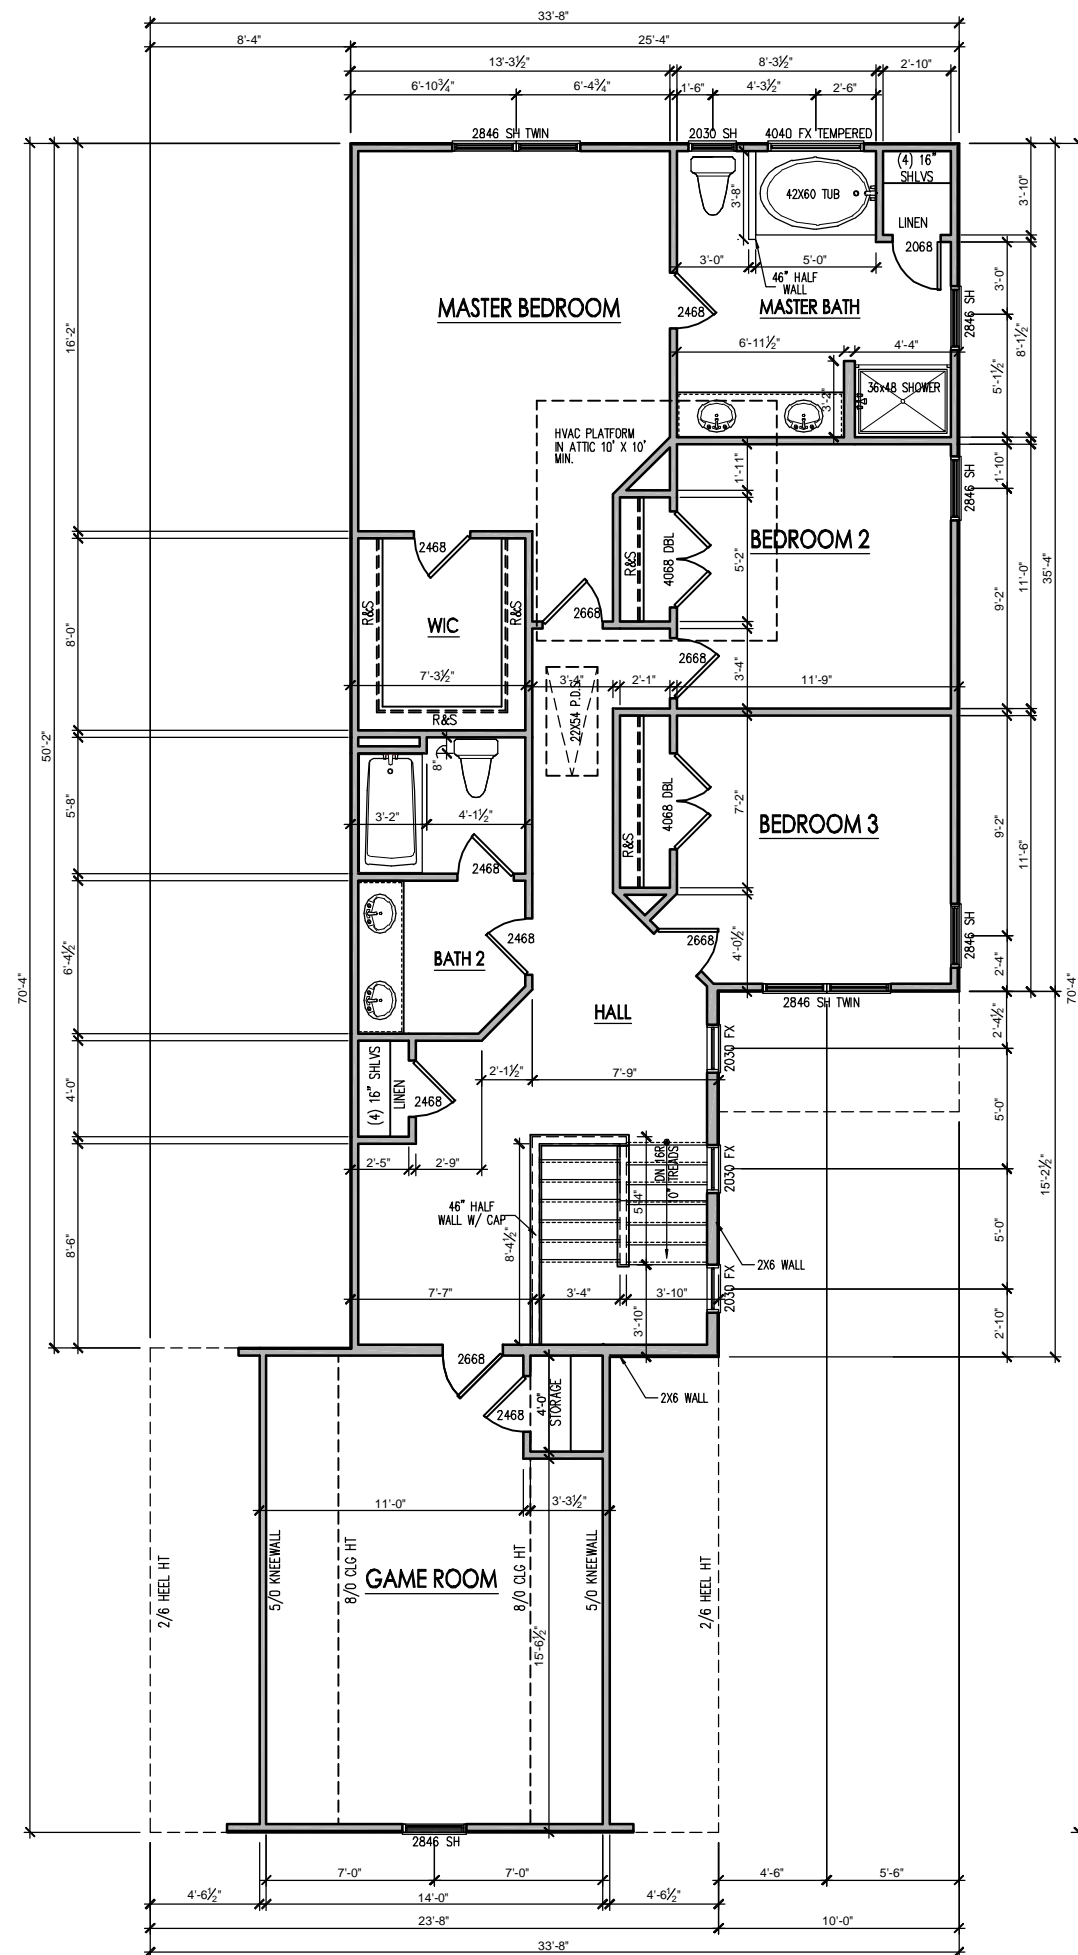 33'-8"
8'-4"
25'-4"
13'-3½"
8'-3½"
2'-10"
6'-10¾"
6'-4¾"
1'-6"
4'-3½"
2'-6"
2846 SH TWIN
2030 SH
4040 FX TEMPERED
(4) 16"
SHLVS
42X60 TUB
3'-8"
LINEN
2068
3'-10"
3'-0"
5'-0"
46" HALF
WALL
MASTER BEDROOM
MASTER BATH
2468
2846 SH
3'-0"
8'-1½"
5'-1½"
6'-11½"
4'-4"
36x48 SHOWER
3'-2"
16'-2"
HVAC PLATFORM
IN ATTIC 10' X 10'
MIN.
1'-11"
1'-10"
2846 SH
BEDROOM 2
4068 DBL
R&S
5'-2"
9'-2"
11'-0"
35'-4"
2468
R&S
R&S
WIC
2668
8'-0"
7'-3½"
R&S
2668
3'-4"
3'-4"
2'-1"
11'-9"
22X54 P.D.S.
50'-2"
8"
5'-8"
3'-2"
4'-1½"
2468
4068 DBL
R&S
7'-2"
BEDROOM 3
9'-2"
11'-6"
2468
BATH 2
6'-4½"
2668
4'-0½"
2846 SH
2'-4"
2846 SH TWIN
HALL
70'-4"
70'-4"
2'-4½"
2030 FX
(4) 16" SHLVS
LINEN
2468
4'-0"
2'-1½"
7'-9"
5'-0"
2'-5"
2'-9"
DN 16R
0" TREADS
5'-4"
2030 FX
15'-2½"
46" HALF
WALL W/ CAP
8'-4½"
8'-6"
5'-0"
2X6 WALL
7'-7"
3'-4"
3'-10"
3'-10"
2030 FX
2'-10"
2668
2468
4'-0"
STORAGE
2X6 WALL
11'-0"
3'-3½"
2/6 HEEL HT
5/0 KNEEWALL
8/0 CLG HT
GAME ROOM
8/0 CLG HT
15'-6½"
5/0 KNEEWALL
2/6 HEEL HT
2846 SH
7'-0"
7'-0"
4'-6"
5'-6"
4'-6½"
14'-0"
4'-6½"
23'-8"
10'-0"
33'-8"